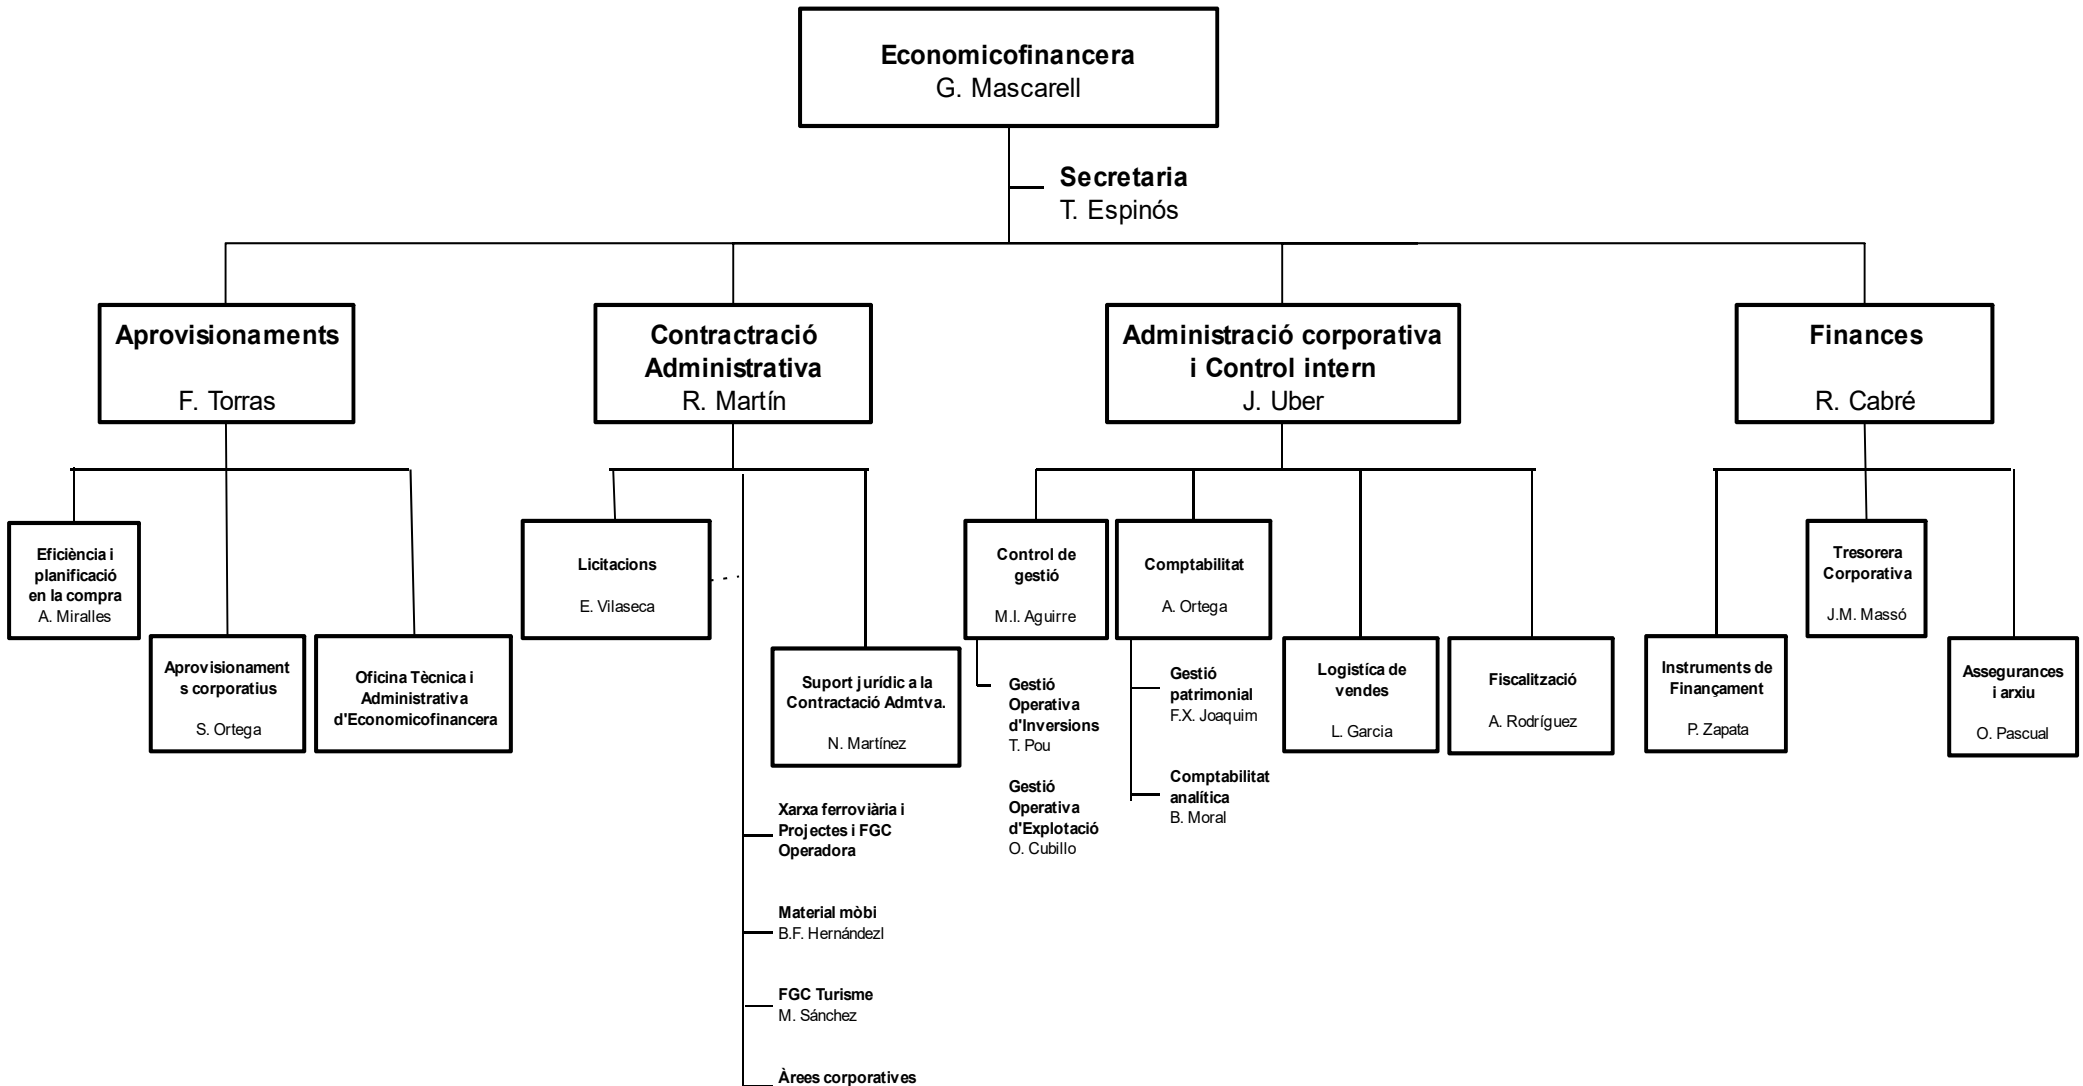 Economicofinancera
G. Mascarell
Secretaria
T. Espinós
Aprovisionaments
F. Torras
Contractració
Administrativa
R. Martín
Administració corporativa
i Control intern
J. Uber
Finances
R. Cabré
Eficiència i
planificació
en la compra
A. Miralles
Aprovisionament
s corporatius
S. Ortega
Oficina Tècnica i
Administrativa
d'Economicofinancera
Licitacions
E. Vilaseca
Suport jurídic a la
Contractació Admtva.
N. Martínez
Xarxa ferroviària i
Projectes i FGC
Operadora
Material mòbi
B.F. Hernándezl
FGC Turisme
M. Sánchez
Àrees corporatives
Control de
gestió
M.I. Aguirre
Gestió
Operativa
d'Inversions
T. Pou
Gestió
Operativa
d'Explotació
O. Cubillo
Comptabilitat
A. Ortega
Gestió
patrimonial
F.X. Joaquim
Comptabilitat
analítica
B. Moral
Logistíca de
vendes
L. Garcia
Fiscalització
A. Rodríguez
Instruments de
Finançament
P. Zapata
Tresorera
Corporativa
J.M. Massó
Assegurances
i arxiu
O. Pascual